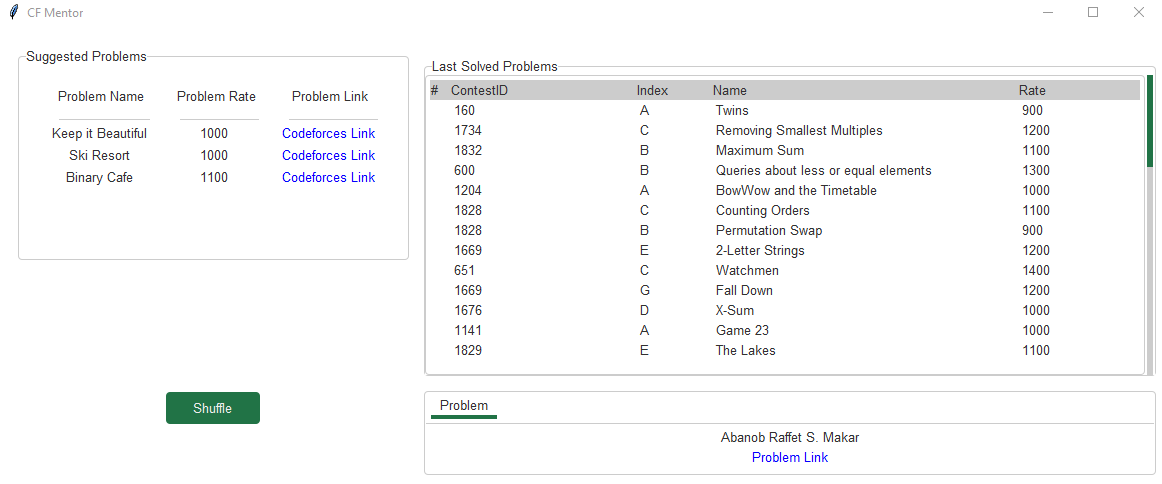 CF Mentor
Suggested Problems
Problem Name Problem Rate Problem Link
Keep it Beautiful 1000 Codeforces Link
Ski Resort 1000 Codeforces Link
Binary Cafe 1100 Codeforces Link
Shuffle
Last Solved Problems
# ContestID Index Name Rate
160 A Twins 900
1734 C Removing Smallest Multiples 1200
1832 B Maximum Sum 1100
600 B Queries about less or equal elements 1300
1204 A BowWow and the Timetable 1000
1828 C Counting Orders 1100
1828 B Permutation Swap 900
1669 E 2-Letter Strings 1200
651 C Watchmen 1400
1669 G Fall Down 1200
1676 D X-Sum 1000
1141 A Game 23 1000
1829 E The Lakes 1100
Problem
Abanob Raffet S. Makar
Problem Link